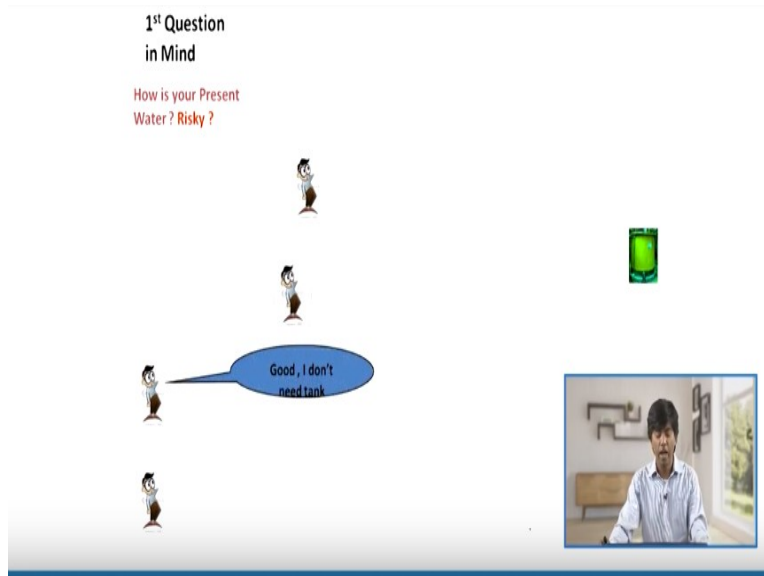 1st Question
in Mind
How is your Present
Water ? Risky ?
Good , I don't
need tank